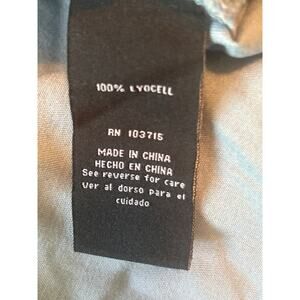 100% LYOCELL
RN 103715
MADE IN CHINA
HECHO EN CHINA
See reverse for care
Ver al dorso para el
cuidado